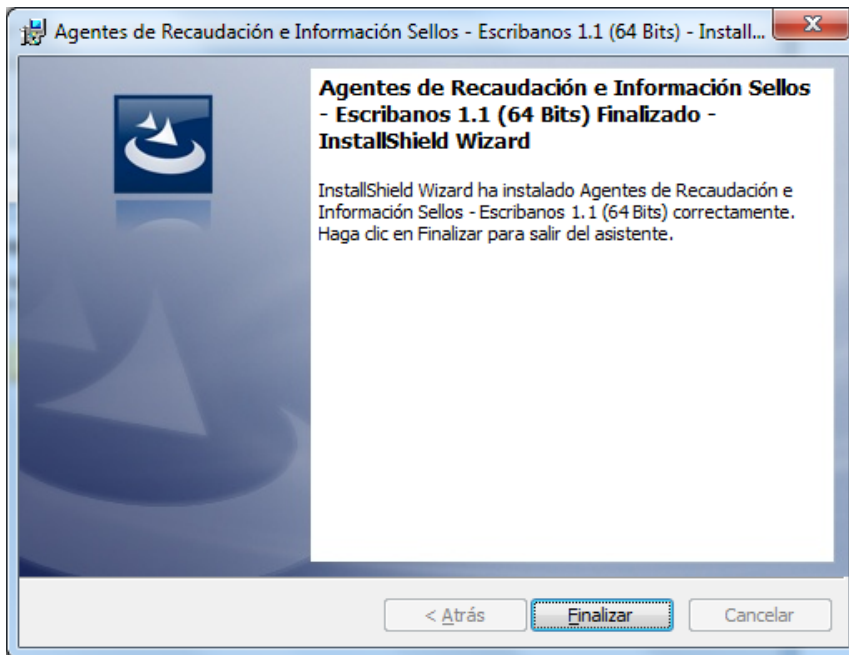 Agentes de Recaudación e Información Sellos - Escribanos 1.1 (64 Bits) - Install...
Agentes de Recaudación e Información Sellos
- Escribanos 1.1 (64 Bits) Finalizado -
InstallShield Wizard
InstallShield Wizard ha instalado Agentes de Recaudación e
Información Sellos - Escribanos 1.1 (64 Bits) correctamente.
Haga clic en Finalizar para salir del asistente.
< Atrás
Finalizar
Cancelar